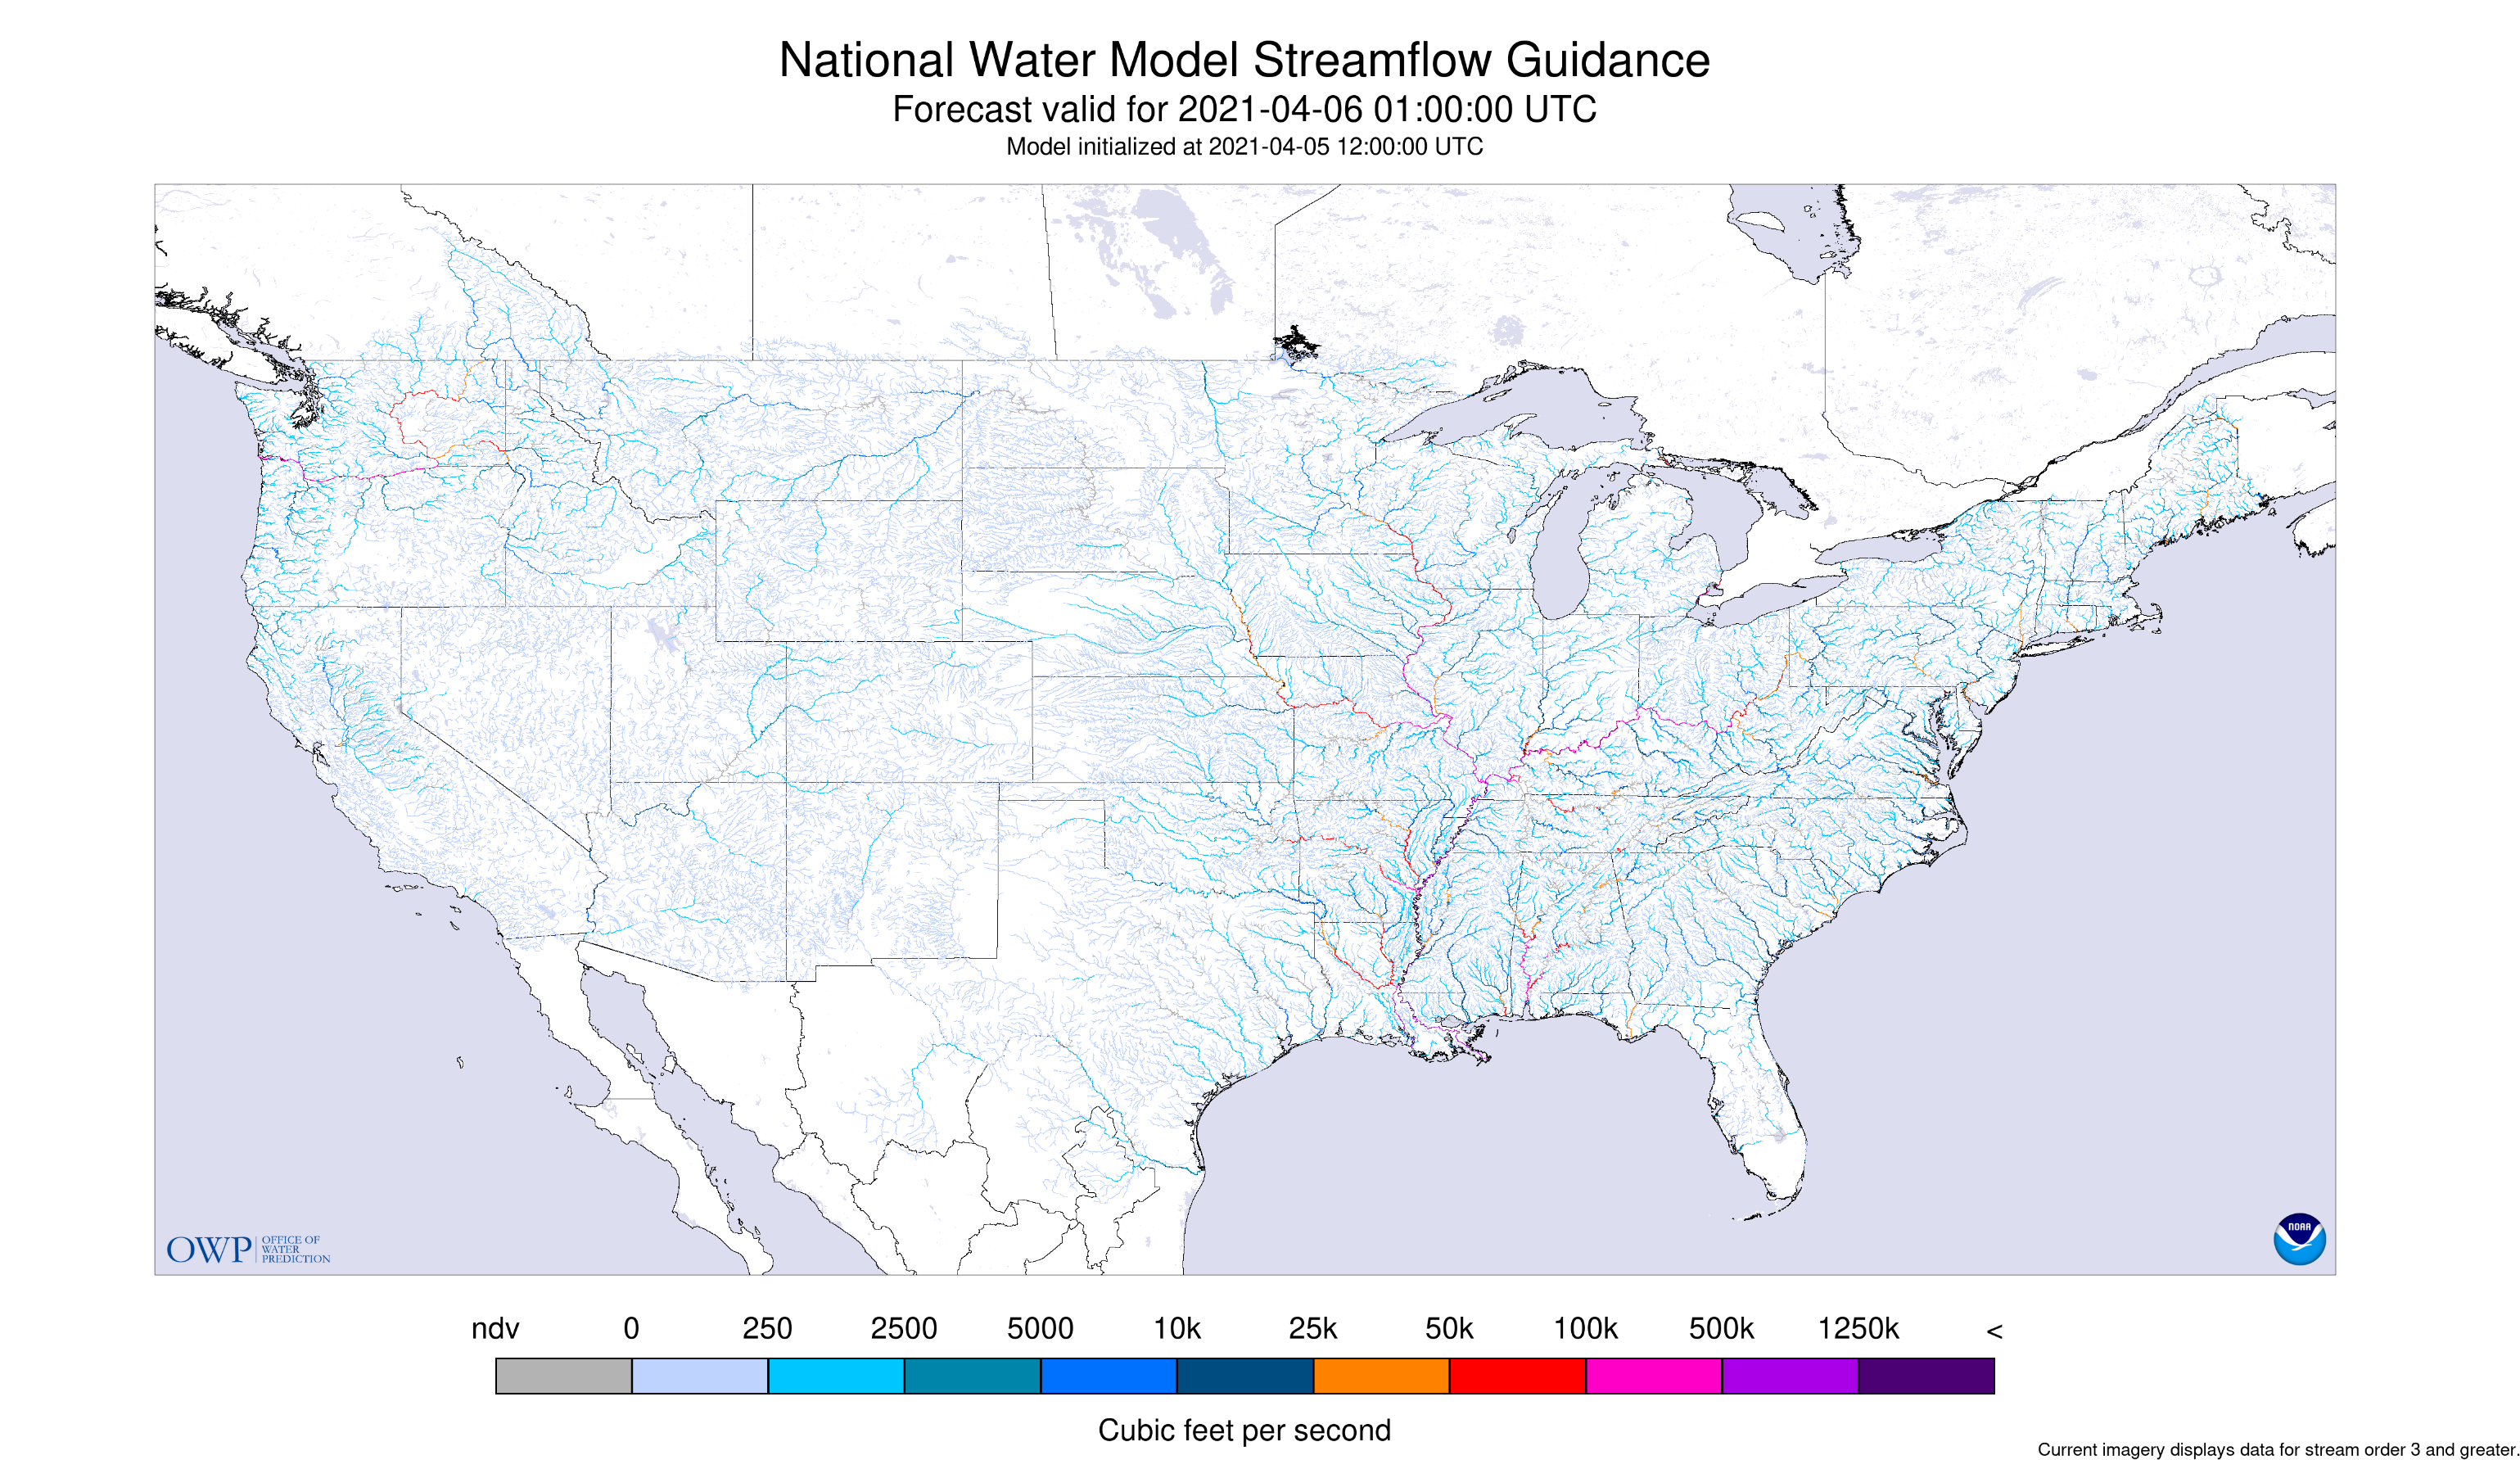 National Water Model Streamflow Guidance
Forecast valid for 2021-04-06 01:00:00 UTC
Model initialized at 2021-04-05 12:00:00 UTC
OWP
OFFICE OF
WATER
PREDICTION
NOAA
ndv 0 250 2500 5000 10k 25k 50k 100k 500k 1250k <
Cubic feet per second
Current imagery displays data for stream order 3 and greater.